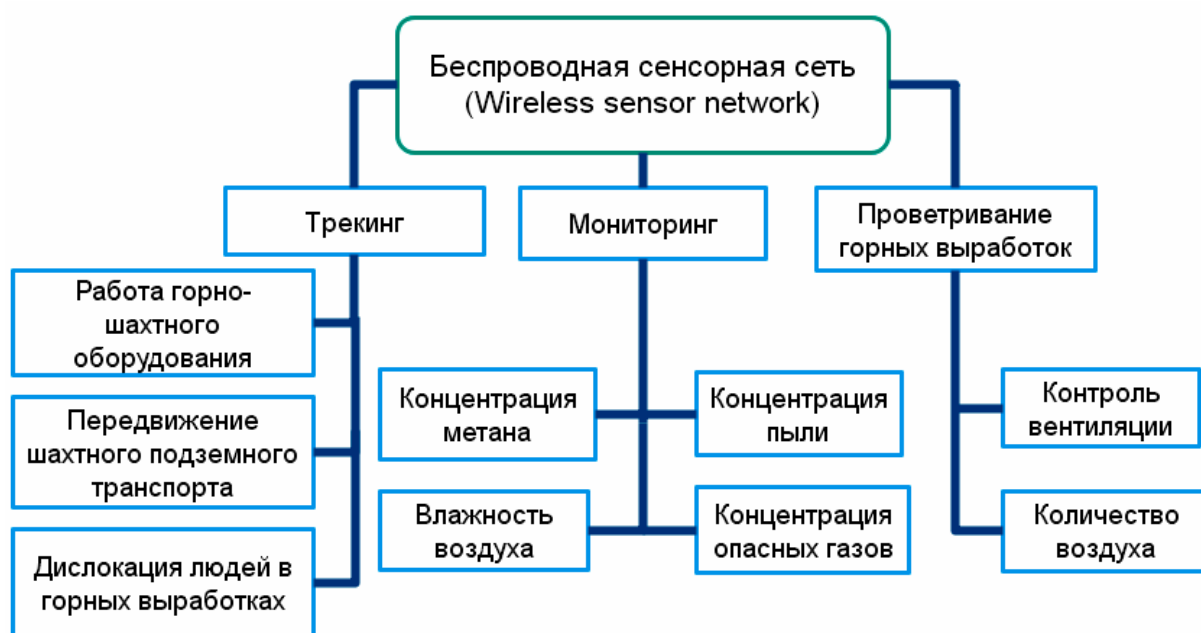 Беспроводная сенсорная сеть
(Wireless sensor network)
Трекинг
Мониторинг
Проветривание
горных выработок
Работа горно-
шахтного
оборудования
Передвижение
шахтного подземного
транспорта
Дислокация людей в
горных выработках
Концентрация
метана
Концентрация
пыли
Влажность
воздуха
Концентрация
опасных газов
Контроль
вентиляции
Количество
воздуха